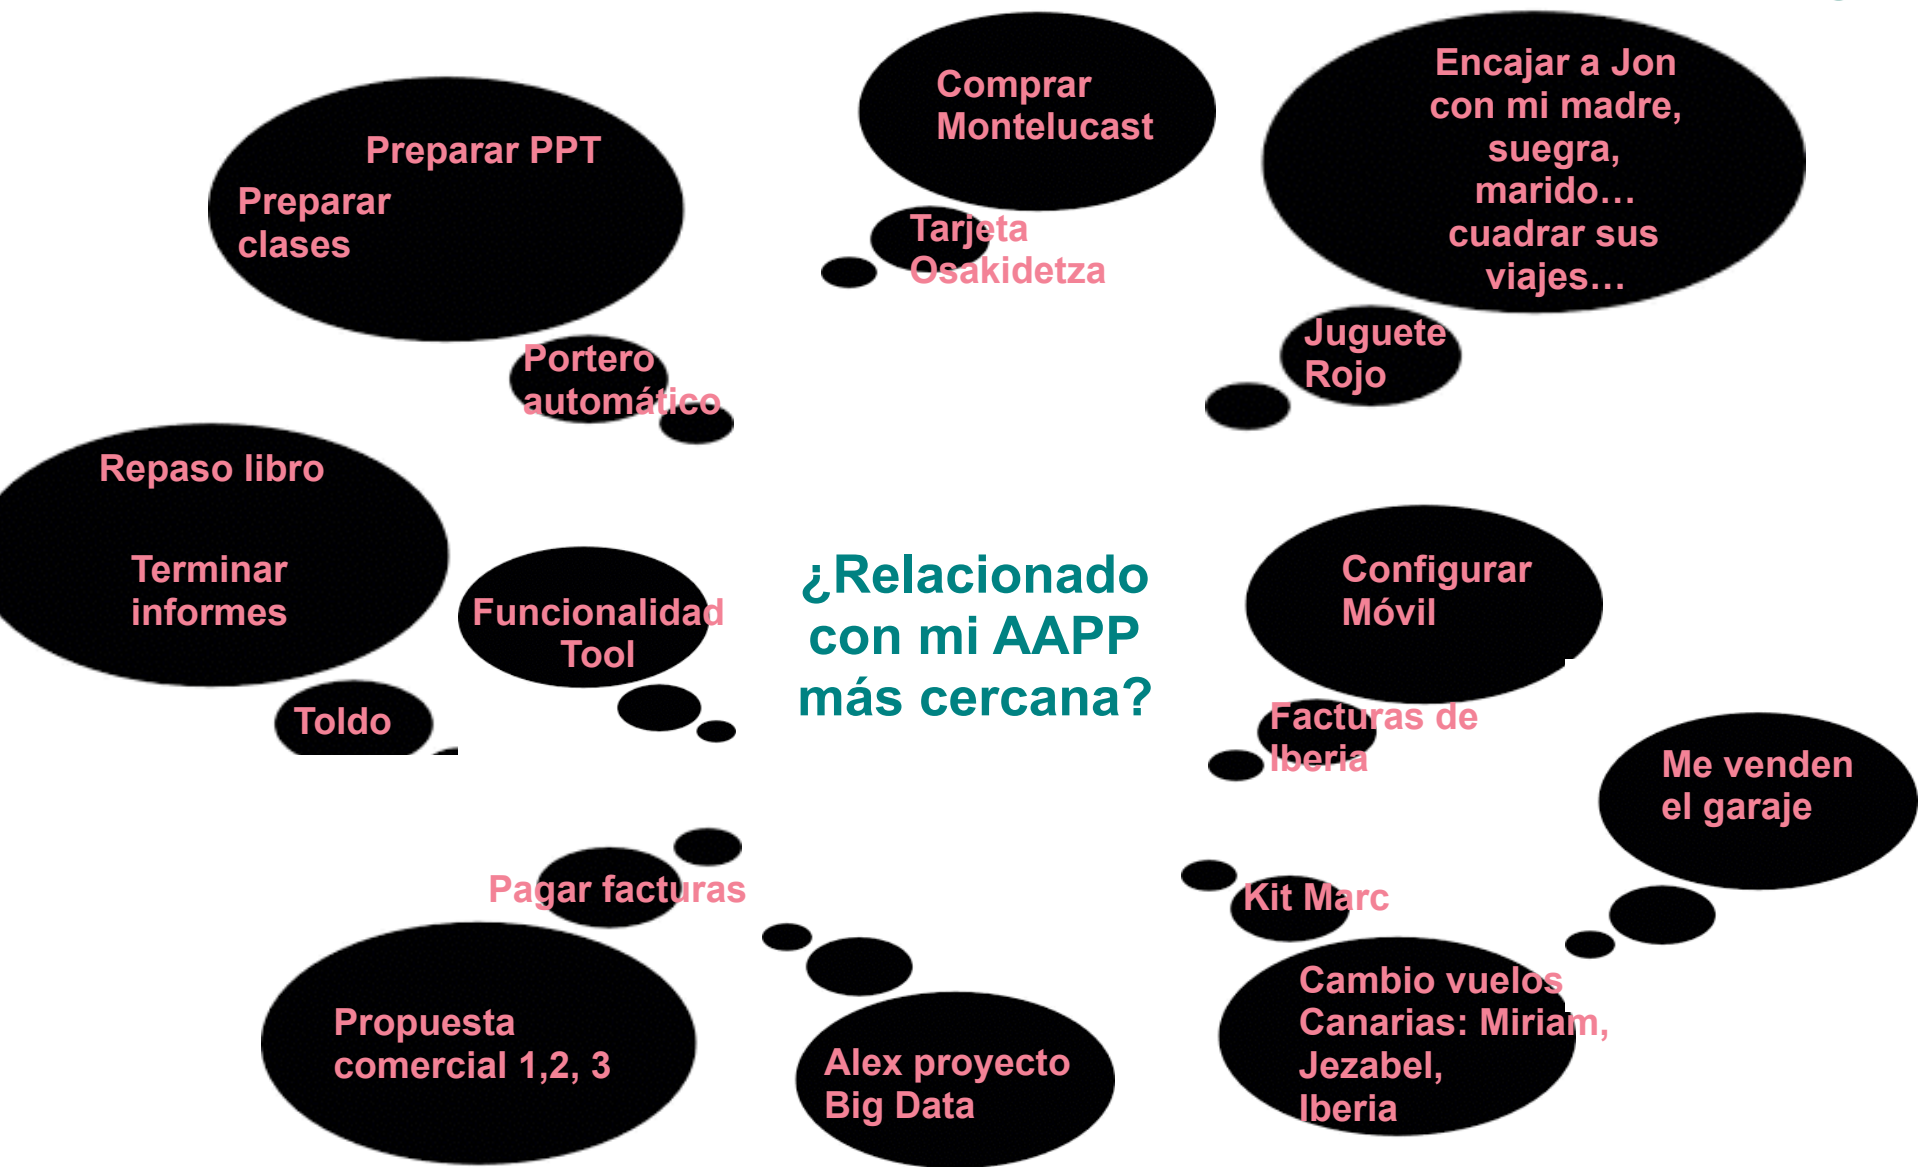 Preparar PPT
Preparar
clases
Portero
automático
Comprar
Montelucast
Tarjeta
Osakidetza
Encajar a Jon
con mi madre,
suegra,
marido…
cuadrar sus
viajes…
Juguete
Rojo
Repaso libro
Terminar
informes
Toldo
Funcionalidad
Tool
¿Relacionado
con mi AAPP
más cercana?
Configurar
Móvil
Facturas de
Iberia
Me venden
el garaje
Pagar facturas
Propuesta
comercial 1,2, 3
Alex proyecto
Big Data
Kit Marc
Cambio vuelos
Canarias: Miriam,
Jezabel,
Iberia